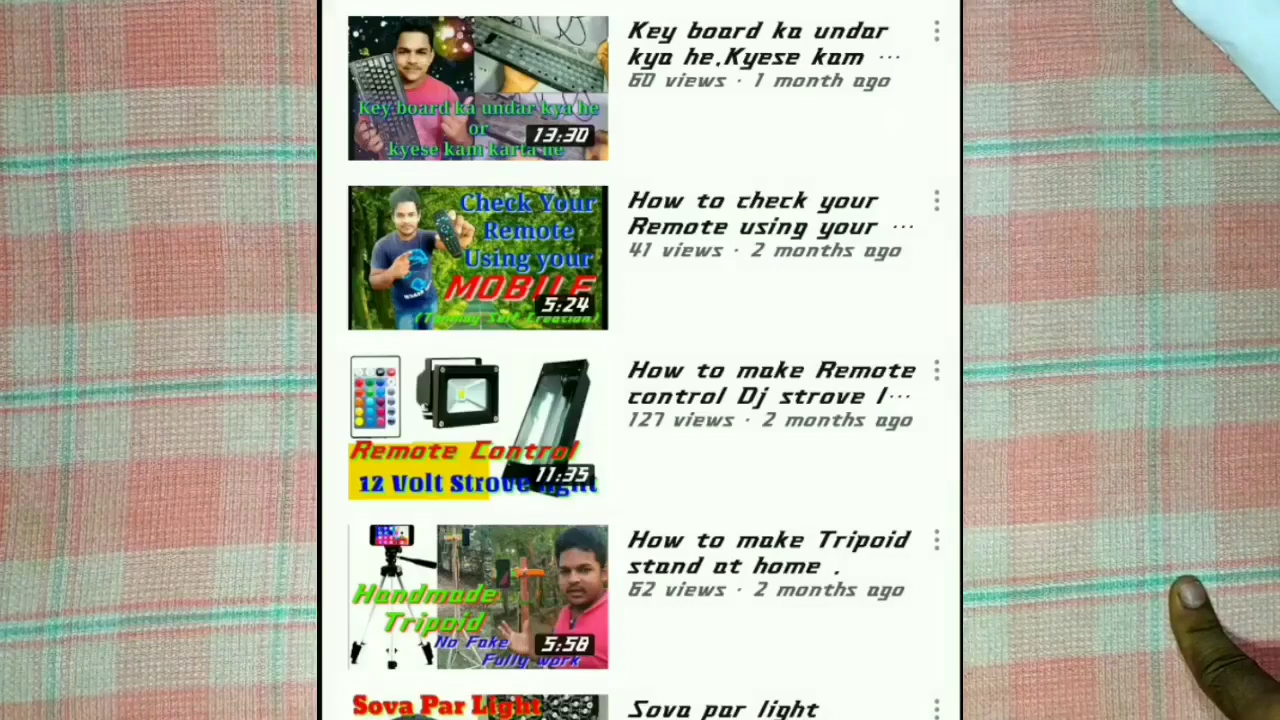 Key board ka undar kya he
or
kyese kam karta he
13:30
Key board ka undar
kya he,Kyese kam ...
60 views · 1 month ago
Check Your
Remote
Using your
MOBILE
5:24
How to check your
Remote using your ...
41 views · 2 months ago
Remote Control
12 Volt Strove light
11:35
How to make Remote
control Dj strove l...
127 views · 2 months ago
Handmade
Tripoid
No Fake
Fully work
5:58
How to make Tripoid
stand at home .
62 views · 2 months ago
Sova Par Light
Sova par light